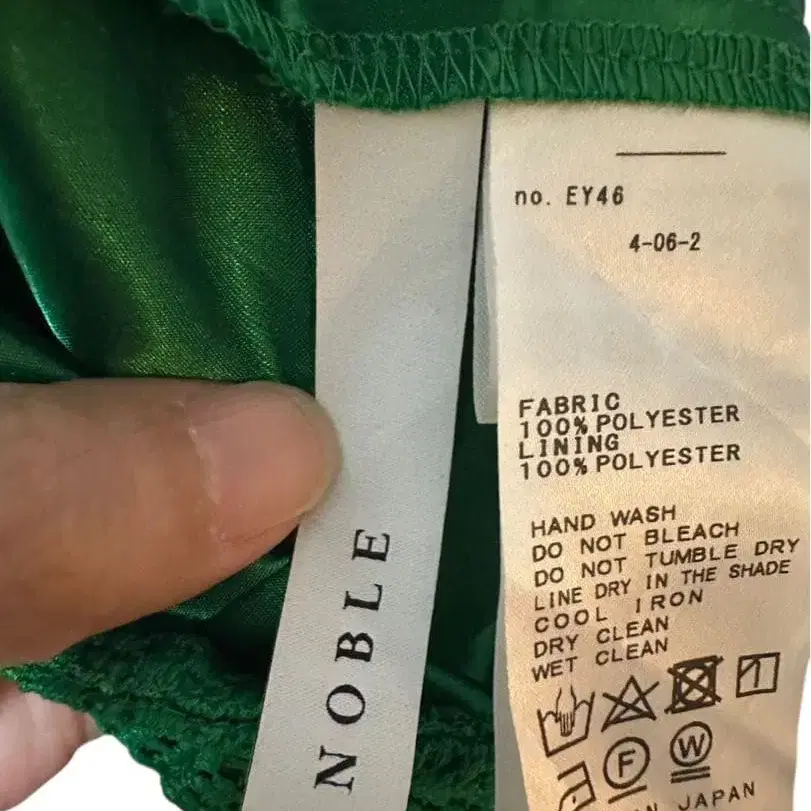 NOBLE
no. EY46
4-06-2
FABRIC
100% POLYESTER
LINING
100% POLYESTER
HAND WASH
DO NOT BLEACH
DO NOT TUMBLE DRY
LINE DRY IN THE SHADE
COOL IRON
DRY CLEAN
WET CLEAN
F
W
JAPAN